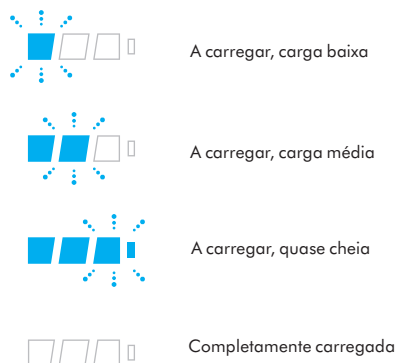 A carregar, carga baixa
A carregar, carga média
A carregar, quase cheia
Completamente carregada